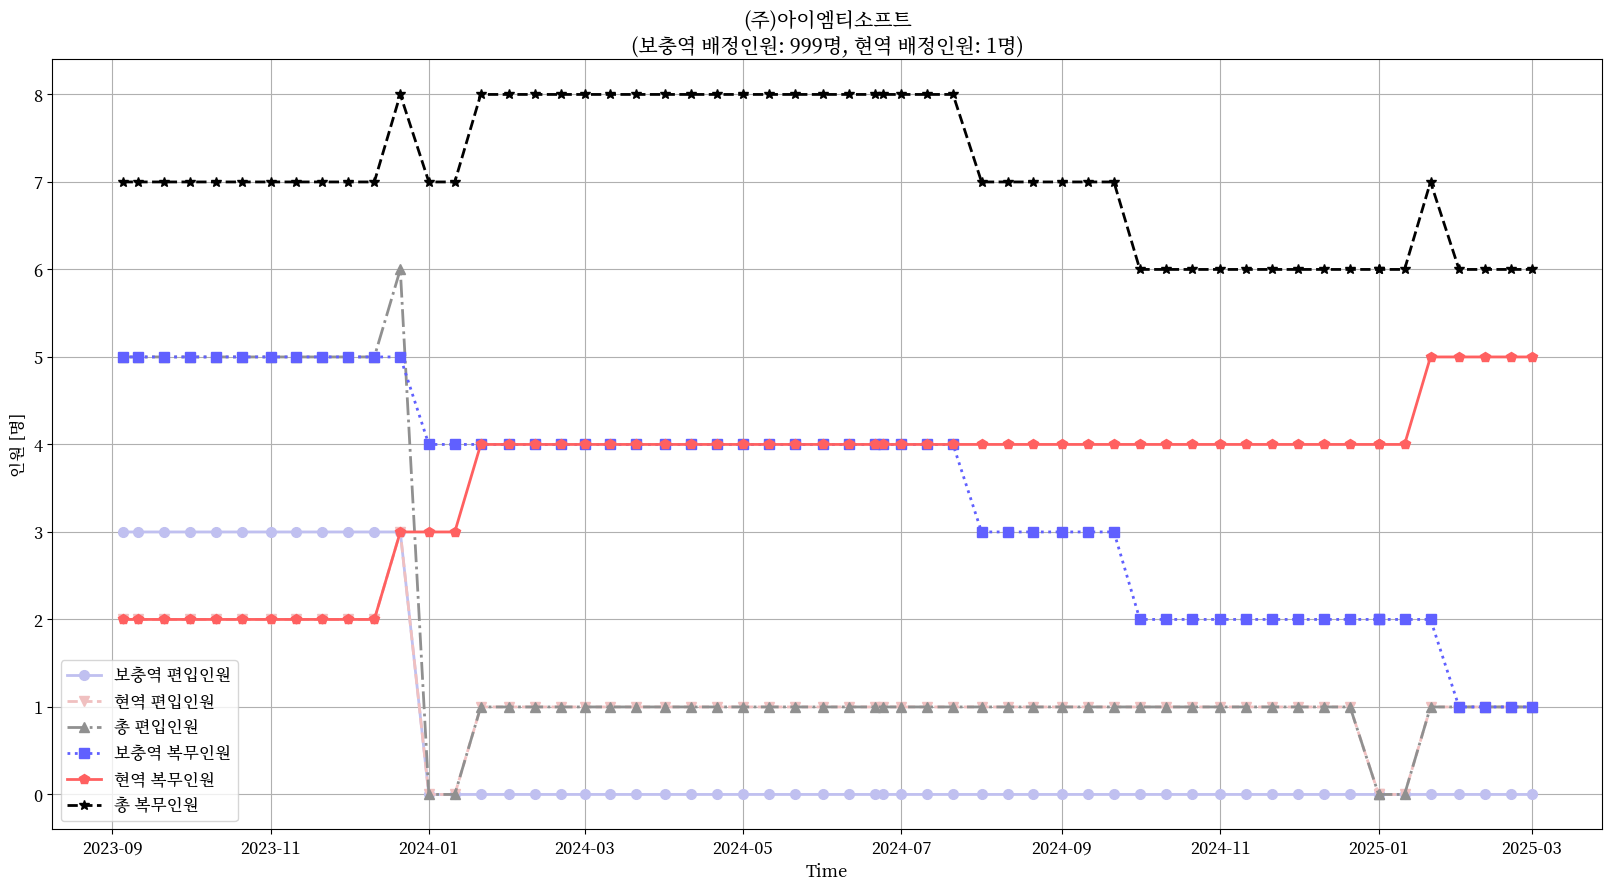 (주)아이엠티소프트
(보충역 배정인원: 999명, 현역 배정인원: 1명)
인원 [명]
8
7
6
5
4
3
2
1
0
보충역 편입인원
현역 편입인원
총 편입인원
보충역 복무인원
현역 복무인원
총 복무인원
2023-09 2023-11 2024-01 2024-03 2024-05 2024-07 2024-09 2024-11 2025-01 2025-03
Time